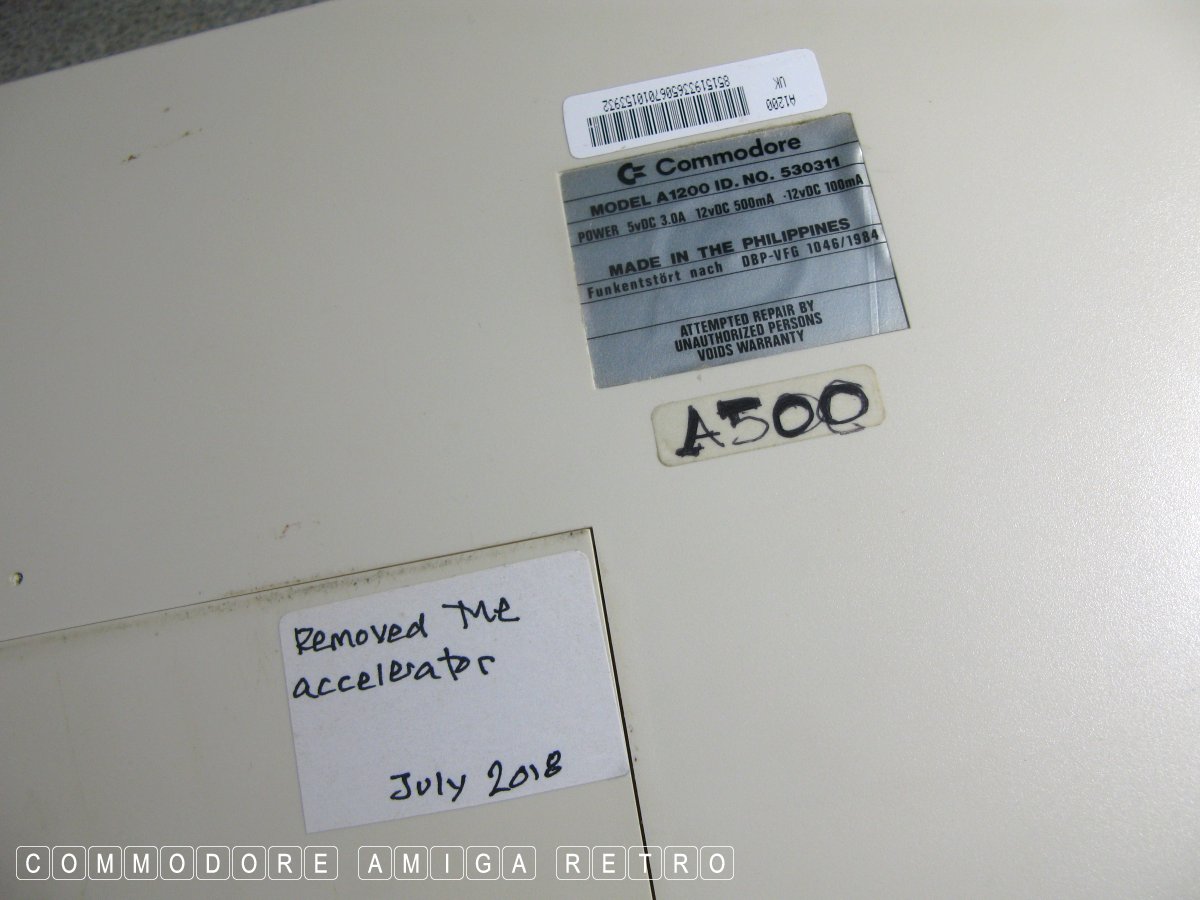 A1200
UK
8515193365067010153932
Commodore
MODEL A1200 ID. NO. 530311
POWER 5vDC 3.0A 12vDC 500mA -12vDC 100mA
MADE IN THE PHILIPPINES
Funkentstört nach DBP-VFG 1046/1984
ATTEMPTED REPAIR BY
UNAUTHORIZED PERSONS
VOIDS WARRANTY
A500
Removed The
accelerator
July 2018
COMMODORE AMIGA RETRO